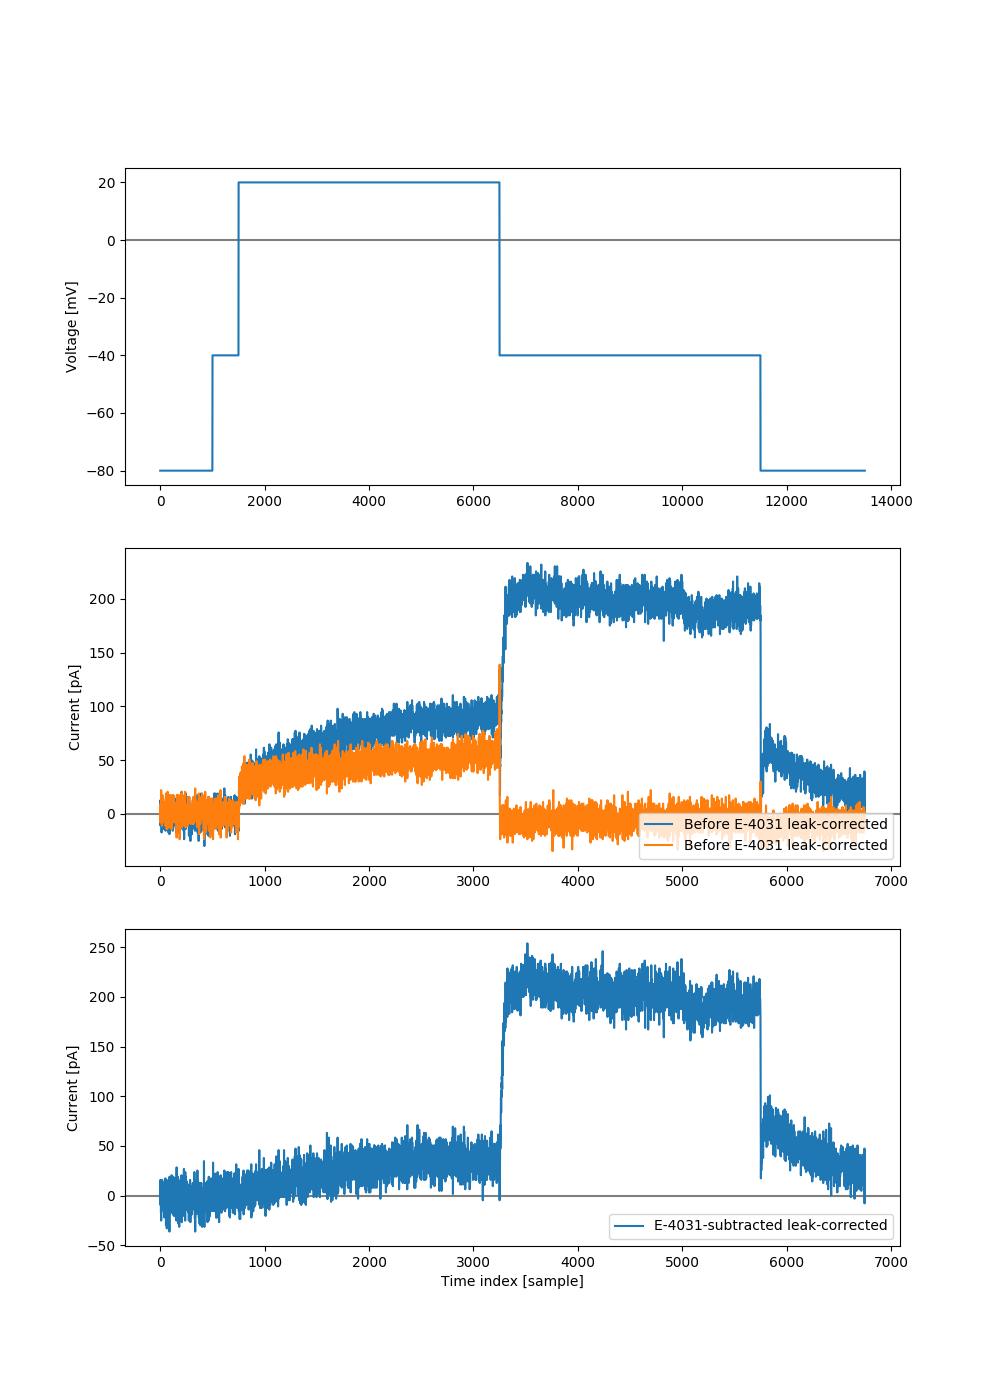 20
0
−20
−40
−60
−80
Voltage [mV]
0 2000 4000 6000 8000 10000 12000 14000
200
150
100
50
0
Current [pA]
Before E-4031 leak-corrected
Before E-4031 leak-corrected
0 1000 2000 3000 4000 5000 6000 7000
250
200
150
100
50
0
−50
Current [pA]
E-4031-subtracted leak-corrected
0 1000 2000 3000 4000 5000 6000 7000
Time index [sample]